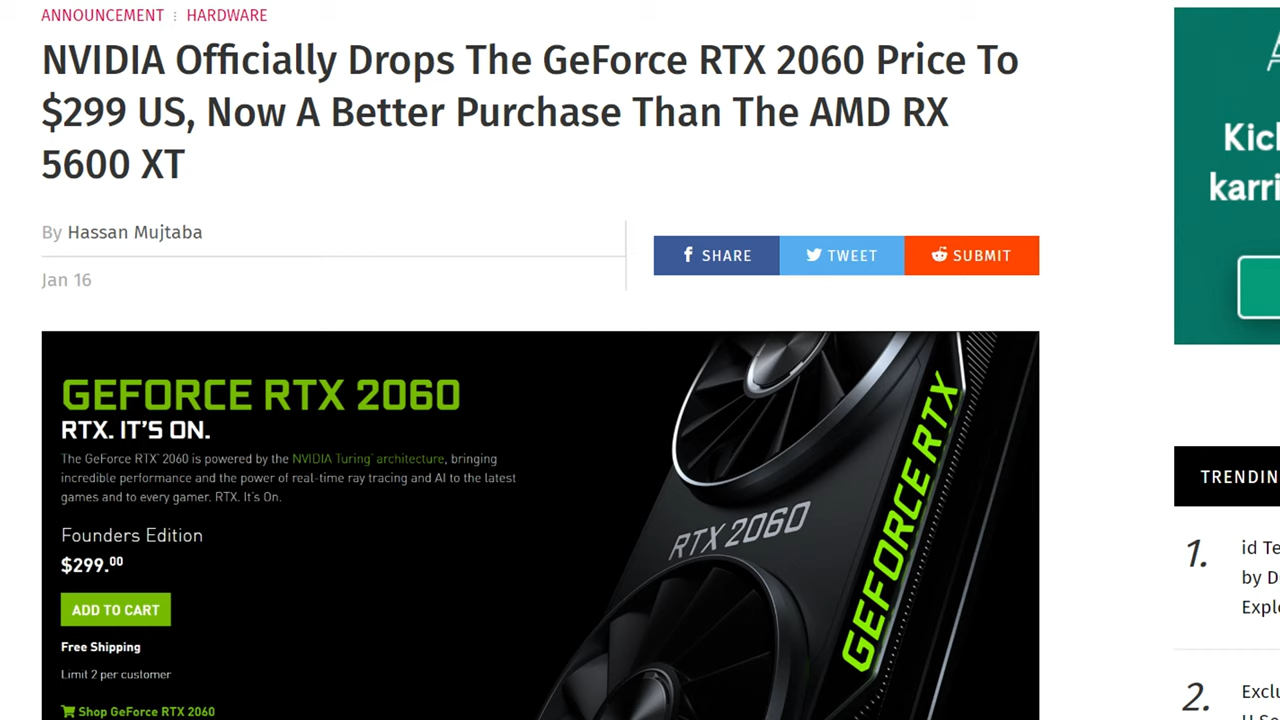 ANNOUNCEMENT HARDWARE
NVIDIA Officially Drops The GeForce RTX 2060 Price To
$299 US, Now A Better Purchase Than The AMD RX
5600 XT
By Hassan Mujtaba
Jan 16
SHARE
TWEET
SUBMIT
GEFORCE RTX 2060
RTX. IT'S ON.
The GeForce RTX™ 2060 is powered by the NVIDIA Turing™ architecture, bringing
incredible performance and the power of real-time ray tracing and AI to the latest
games and to every gamer. RTX. It's On.
Founders Edition
$299.00
ADD TO CART
Free Shipping
Limit 2 per customer
Shop GeForce RTX 2060
RTX 2060
GEFORCE RTX
Kic
karri
TRENDIN
1.
id Te
by D
Explo
2.
Exclu